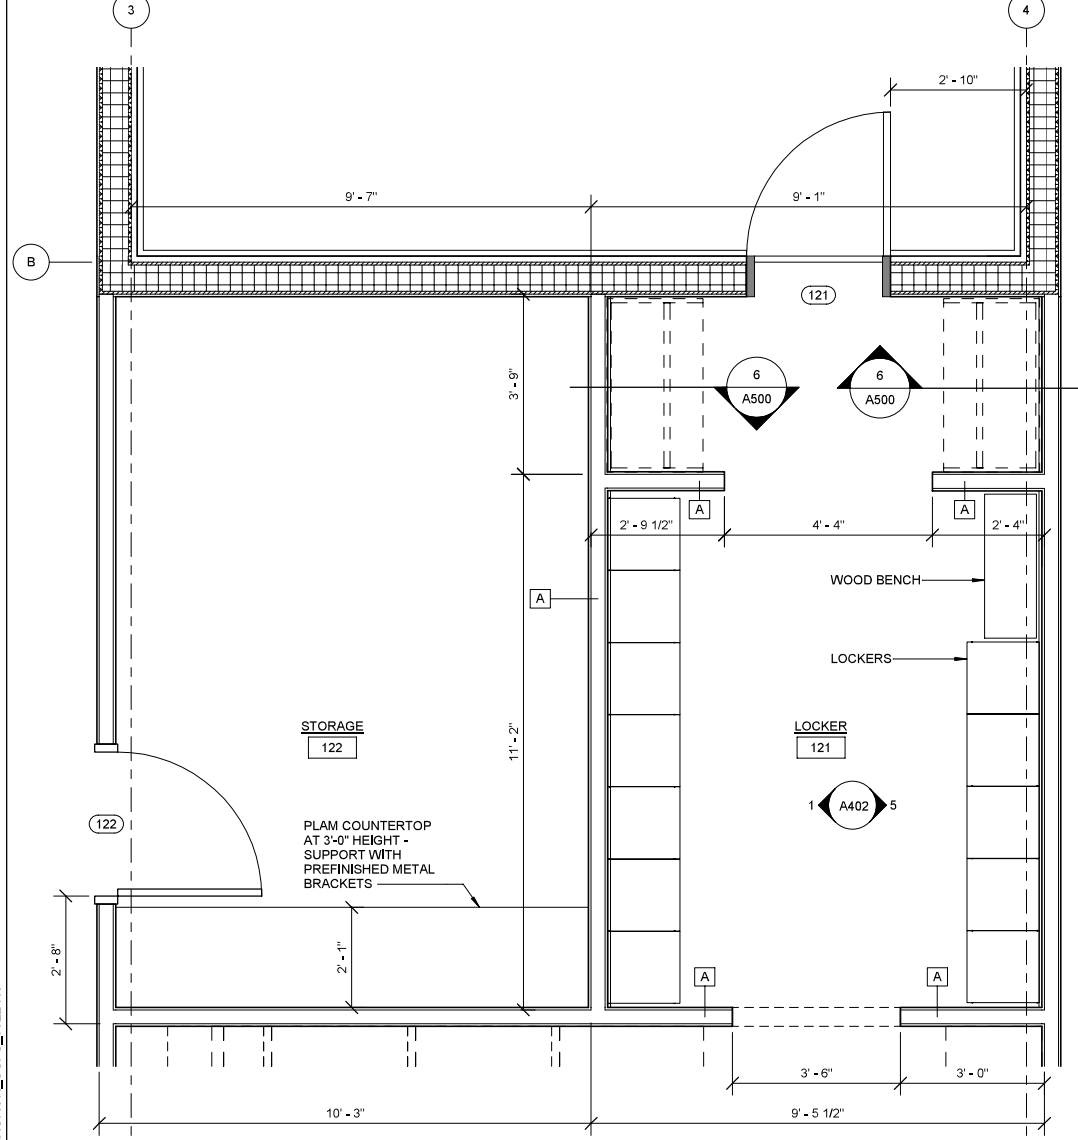 3
4
2' - 10"
9' - 7"
9' - 1"
B
121
3' - 9"
6
A500
6
A500
A
A
2' - 9 1/2"
4' - 4"
2' - 4"
WOOD BENCH
A
LOCKERS
STORAGE
122
LOCKER
121
11' - 2"
1
A402
5
122
PLAM COUNTERTOP
AT 3'-0" HEIGHT -
SUPPORT WITH
PREFINISHED METAL
BRACKETS
2' - 8"
2' - 1"
A
A
3' - 6"
3' - 0"
10' - 3"
9' - 5 1/2"